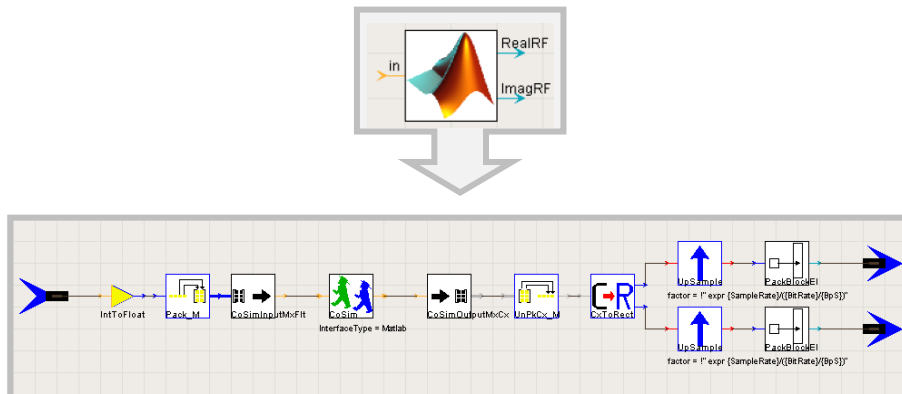 RealRF
in
ImagRF
IntToFloat
Pack_M
CoSimInputMxFlt
CoSim
InterfaceType = Matlab
CoSimOutputMxCx
UnPkCx_M
CxToRect
UpSample
factor = !" expr {SampleRate}/({BitRate}/{BpS})"
PackBlockEl
UpSample
factor = !" expr {SampleRate}/({BitRate}/{BpS})"
PackBlockEl